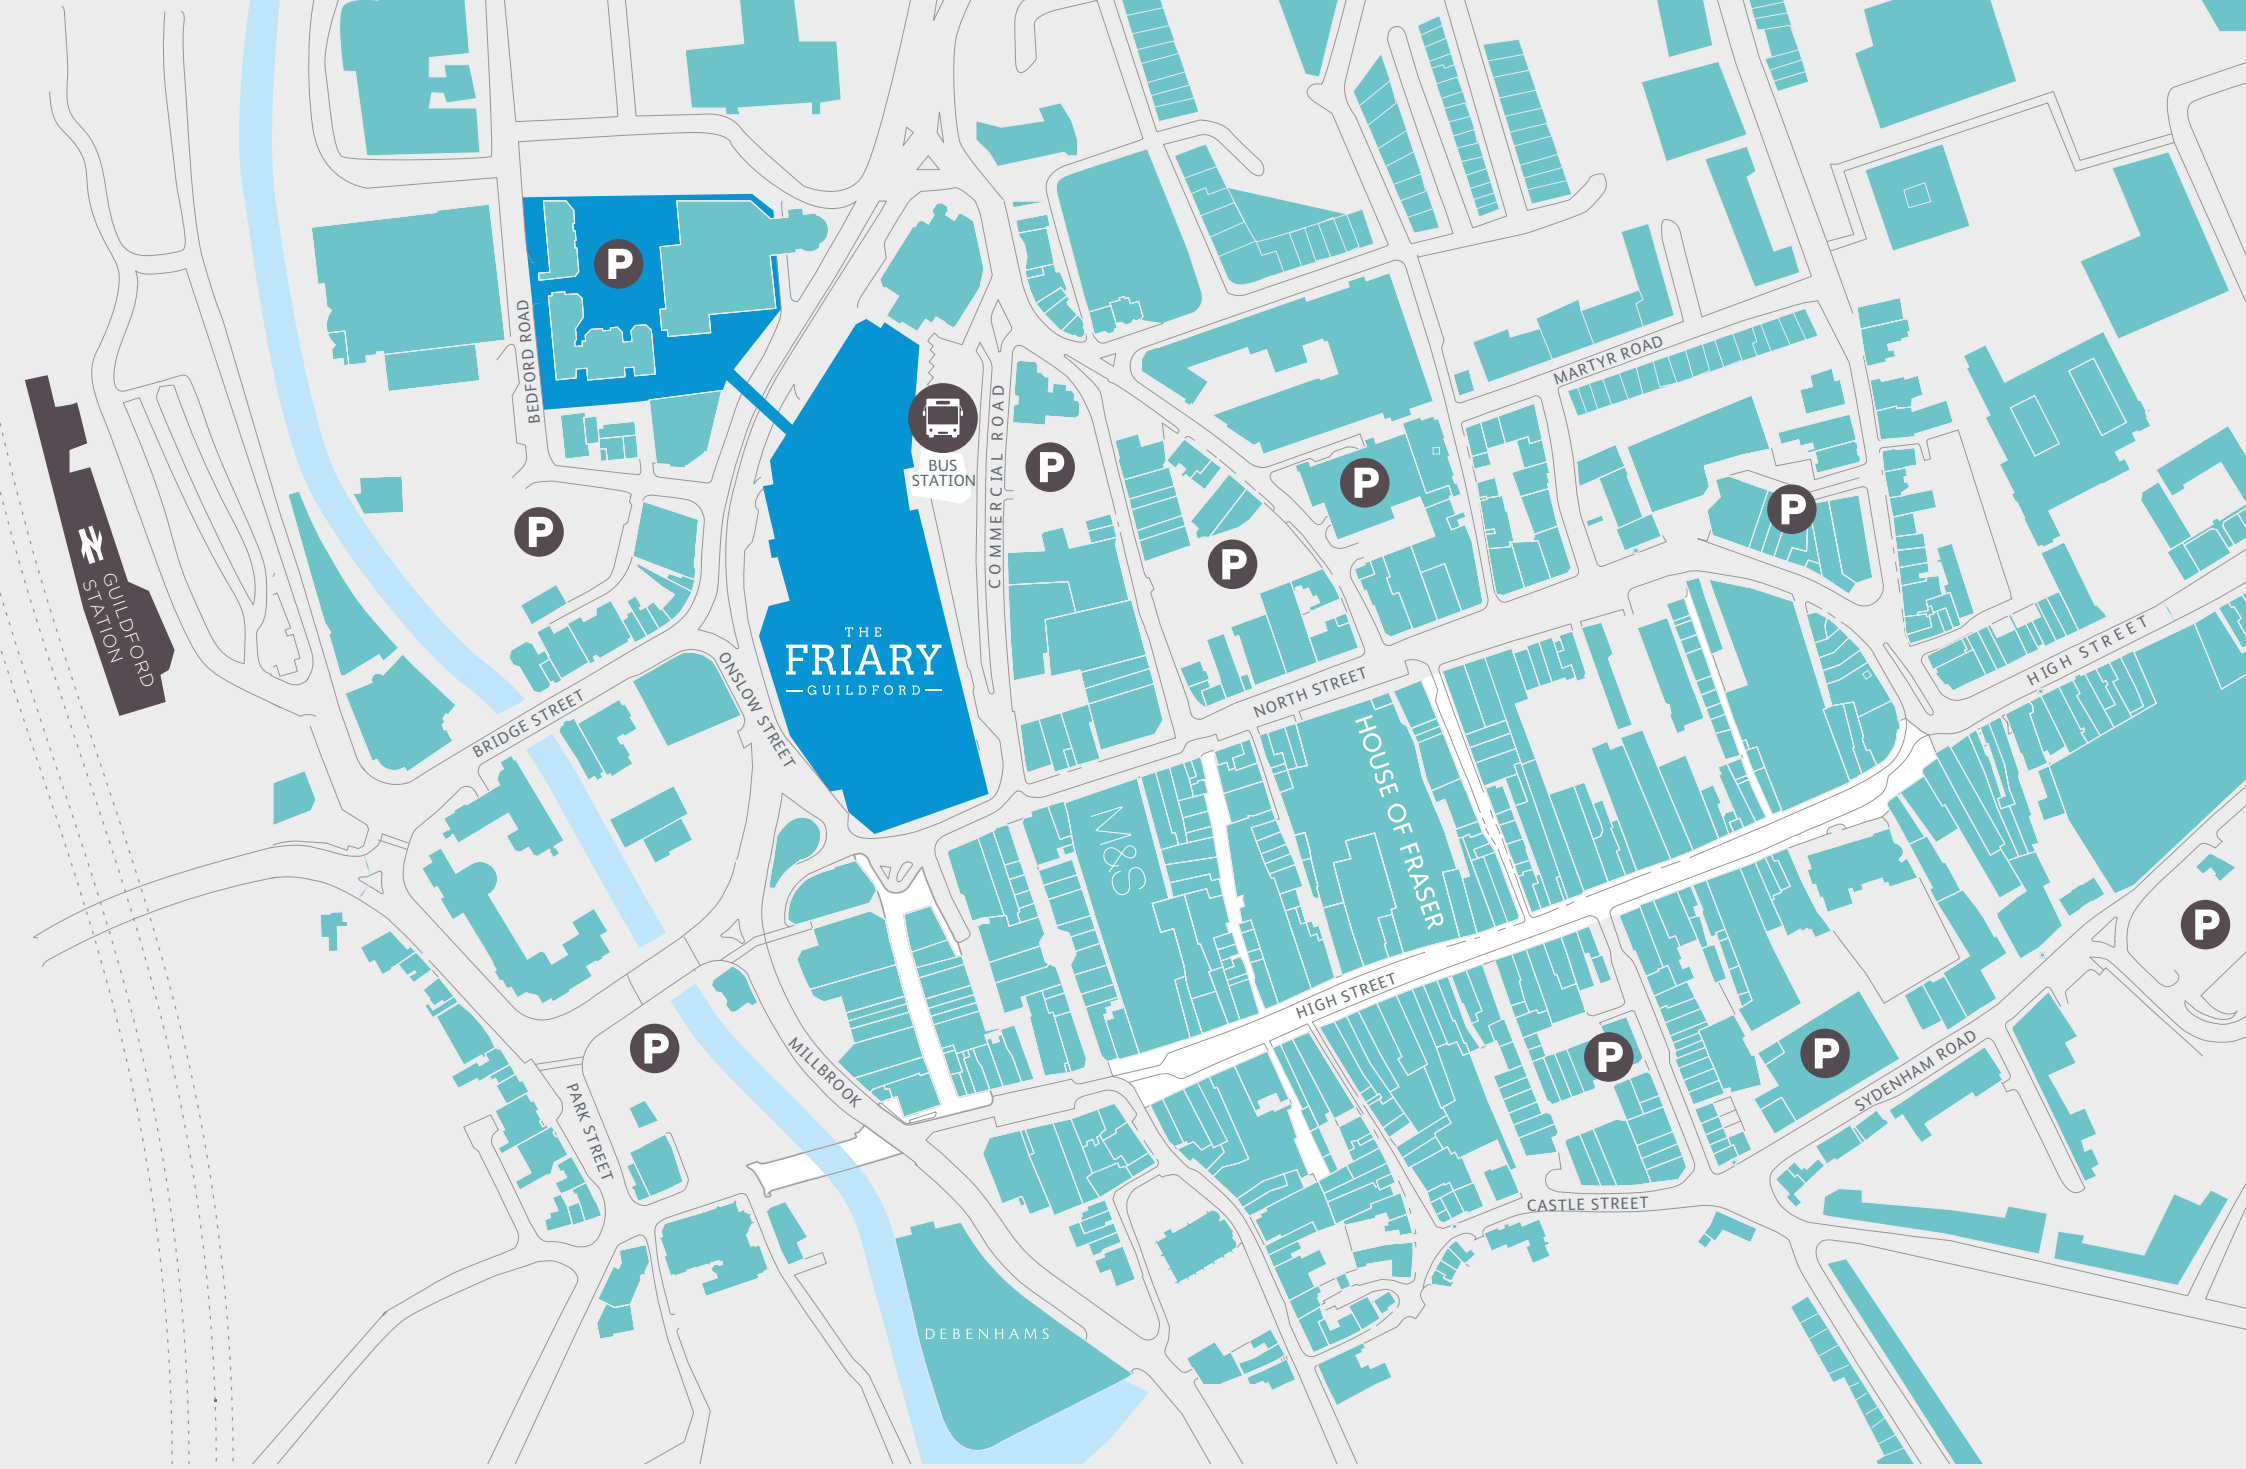 P
BEDFORD ROAD
MARTYR ROAD
BUS
STATION
COMMERCIAL ROAD
P
P
P
P
P
GUILDFORD
STATION
THE
FRIARY
GUILDFORD
ONSLOW STREET
BRIDGE STREET
NORTH STREET
HIGH STREET
HOUSE OF FRASER
M&S
P
HIGH STREET
P
MILLBROOK
P
P
SYDENHAM ROAD
PARK STREET
CASTLE STREET
DEBENHAMS